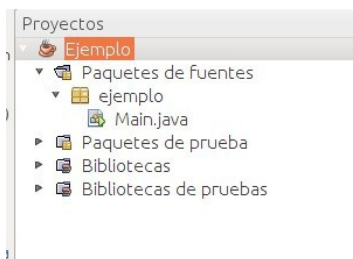 Proyectos
Ejemplo
Paquetes de fuentes
ejemplo
Main.java
Paquetes de prueba
Bibliotecas
Bibliotecas de pruebas